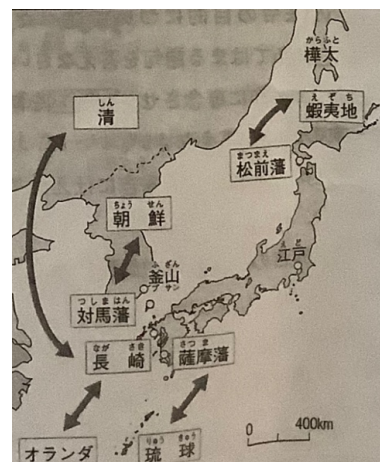 からふと
樺太
しん
清
えぞち
蝦夷地
まつまえ
松前藩
ちょうせん
朝鮮
えど
江戸
ふざん
釜山
プサン
つしまはん
対馬藩
ながさき
長崎
さつま
薩摩藩
0 400km
オランダ
りゅうきゅう
琉球